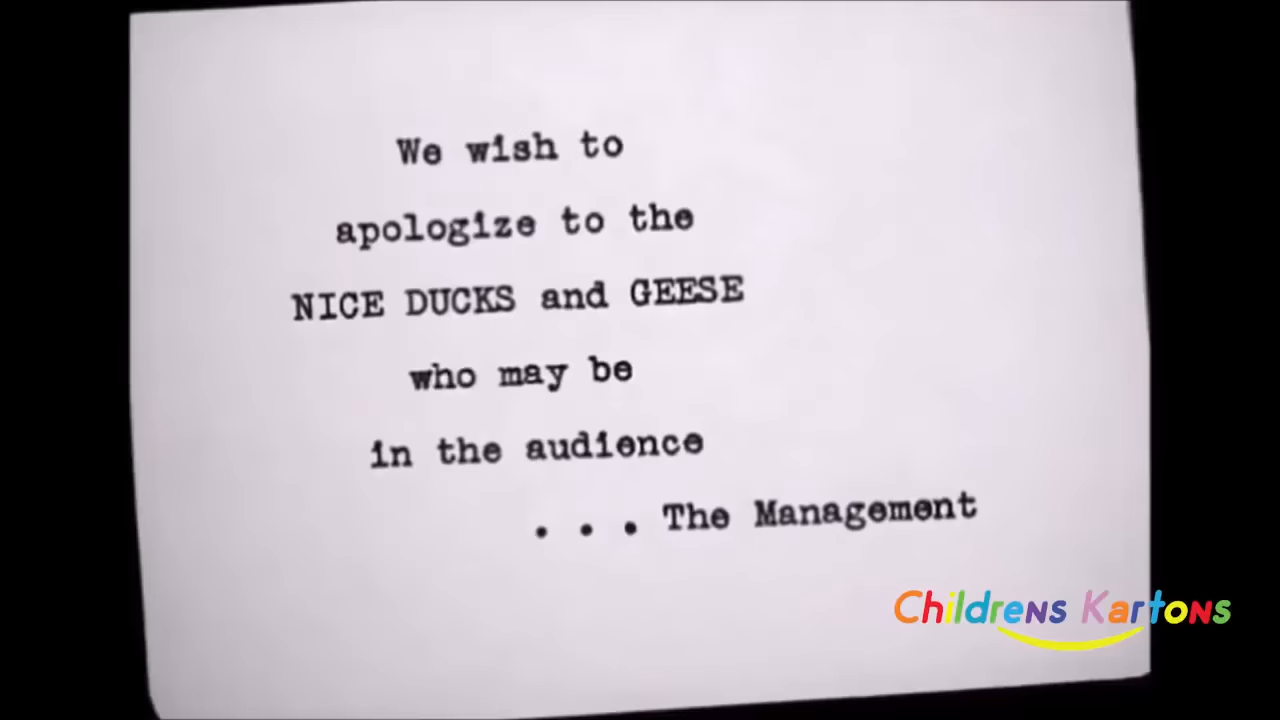 We wish to
apologize to the
NICE DUCKS and GEESE
who may be
in the audience
. . . The Management
Childrens Kartons